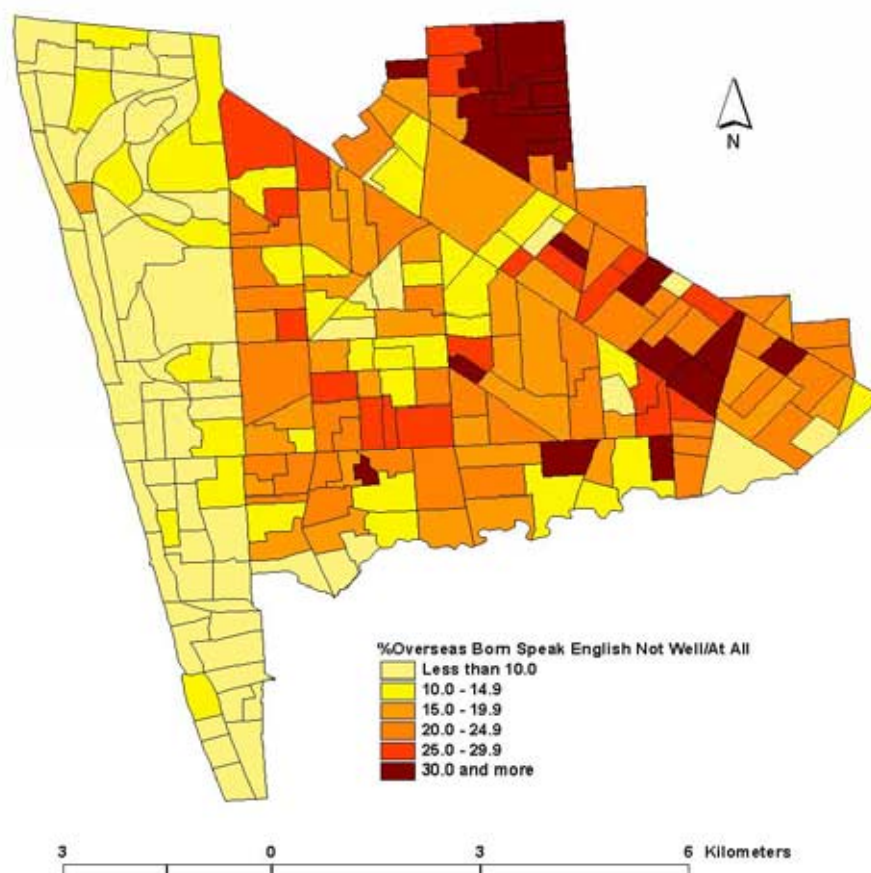 N
%Overseas Born Speak English Not Well/At All
Less than 10.0
10.0 - 14.9
15.0 - 19.9
20.0 - 24.9
25.0 - 29.9
30.0 and more
3 0 3 6 Kilometers